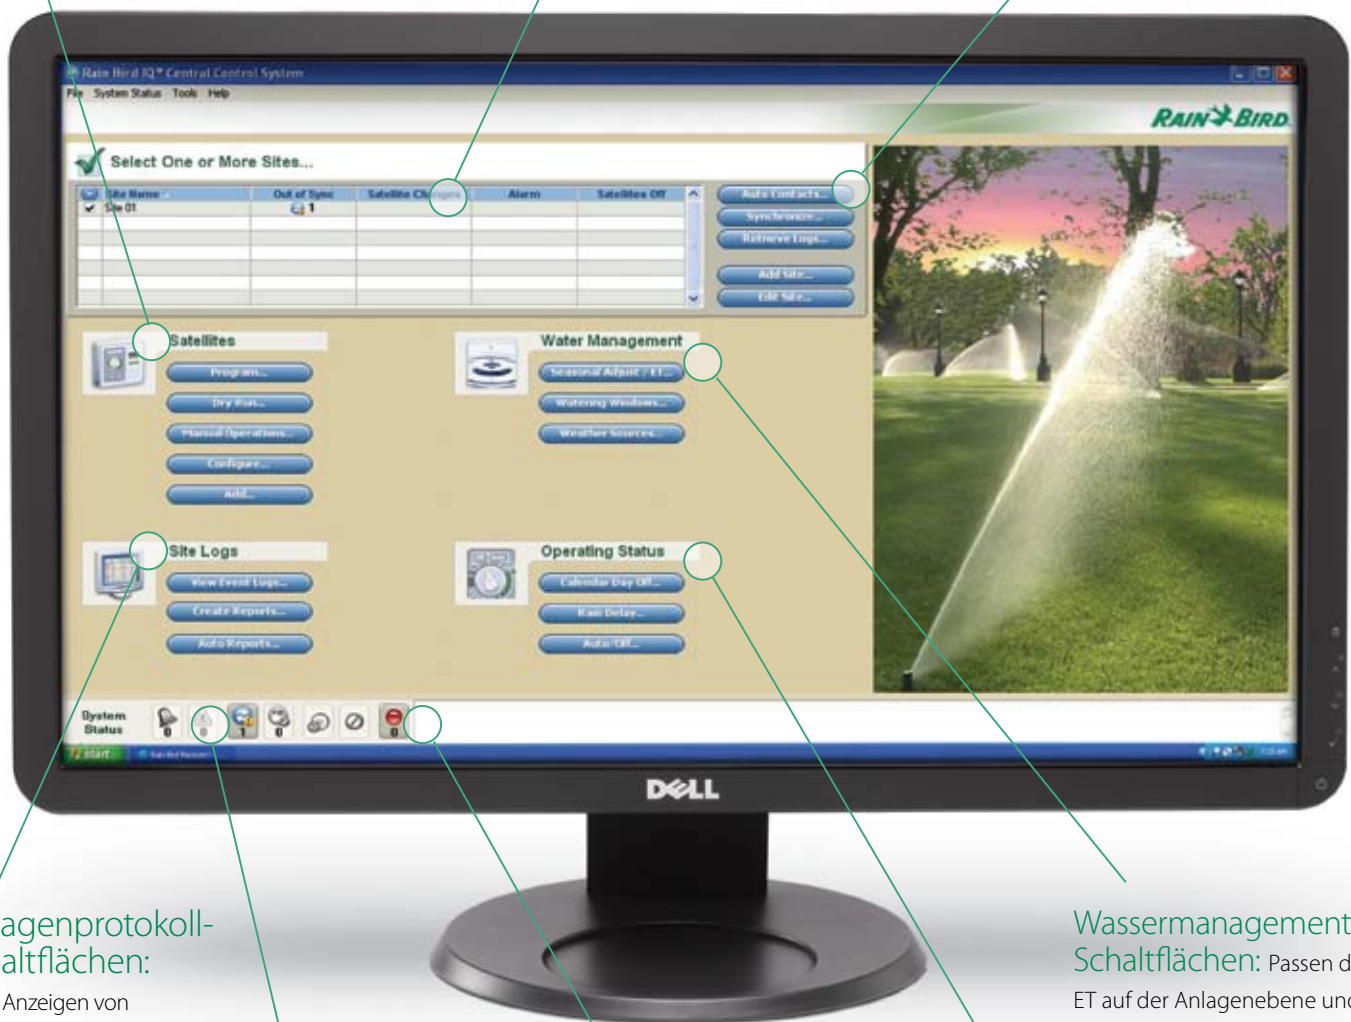 Rain Bird IQ™ Central Control System
File System Status Tools Help
RAIN BIRD
Select One or More Sites...
Site Name Out of Sync Satellite Changes Alarm Satellites Off
Site 01 1
Auto Contacts...
Synchronize...
Retrieve Logs...
Add Site...
Edit Site...
Satellites
Program...
Dry Run...
Manual Operations...
Configure...
Add...
Water Management
Seasonal Adjust / ET...
Watering Windows...
Weather Sources...
Site Logs
View Event Logs...
Create Reports...
Auto Reports...
Operating Status
Calendar Day Off...
Rain Delay...
Auto/Off...
System
Status
0 0 1 0 0
start
DELL
agenprotokoll-
altflächen:
Anzeigen von
Wassermanagement
Schaltflächen: Passen d
ET auf der Anlagenebene und